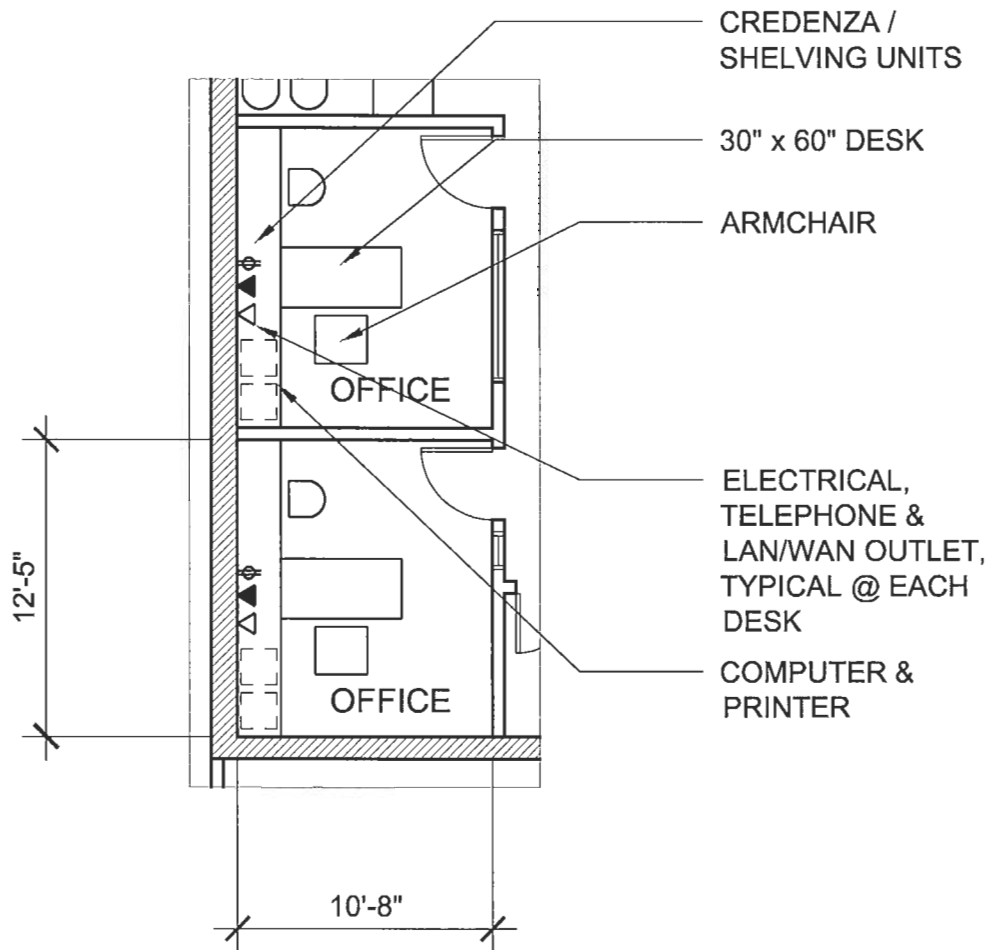 CREDENZA /
SHELVING UNITS
30" x 60" DESK
ARMCHAIR
OFFICE
ELECTRICAL,
TELEPHONE &
LAN/WAN OUTLET,
TYPICAL @ EACH
DESK
12'-5"
COMPUTER &
PRINTER
OFFICE
10'-8"